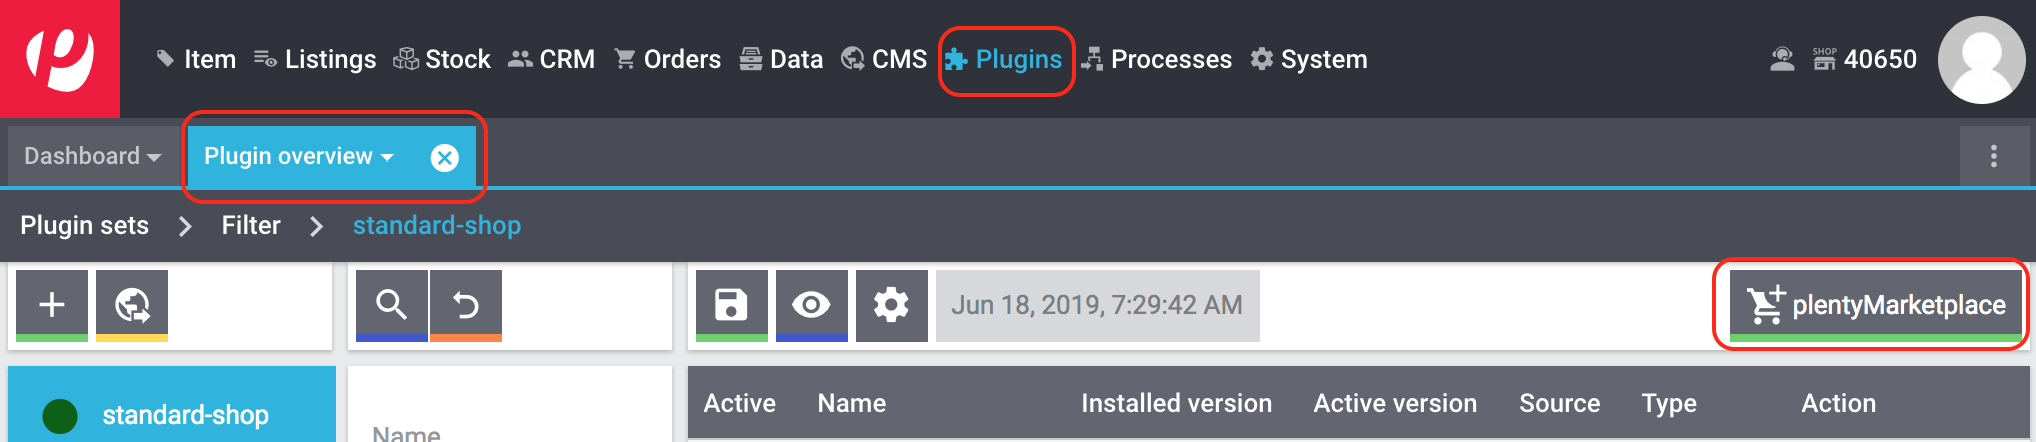 Item Listings Stock CRM Orders Data CMS Plugins Processes System SHOP 40650
Dashboard Plugin overview
Plugin sets > Filter > standard-shop
Jun 18, 2019, 7:29:42 AM plentyMarketplace
standard-shop
Name
Active Name Installed version Active version Source Type Action